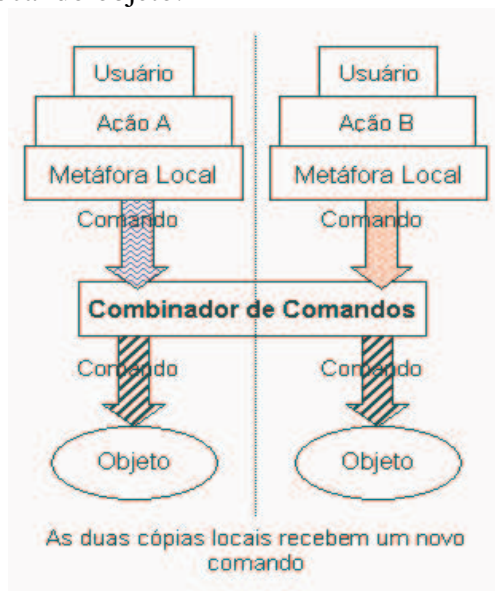 Usuário Usuário
Ação A Ação B
Metáfora Local Metáfora Local
Comando Comando
Combinador de Comandos
Comando Comando
Objeto Objeto
As duas cópias locais recebem um novo
comando